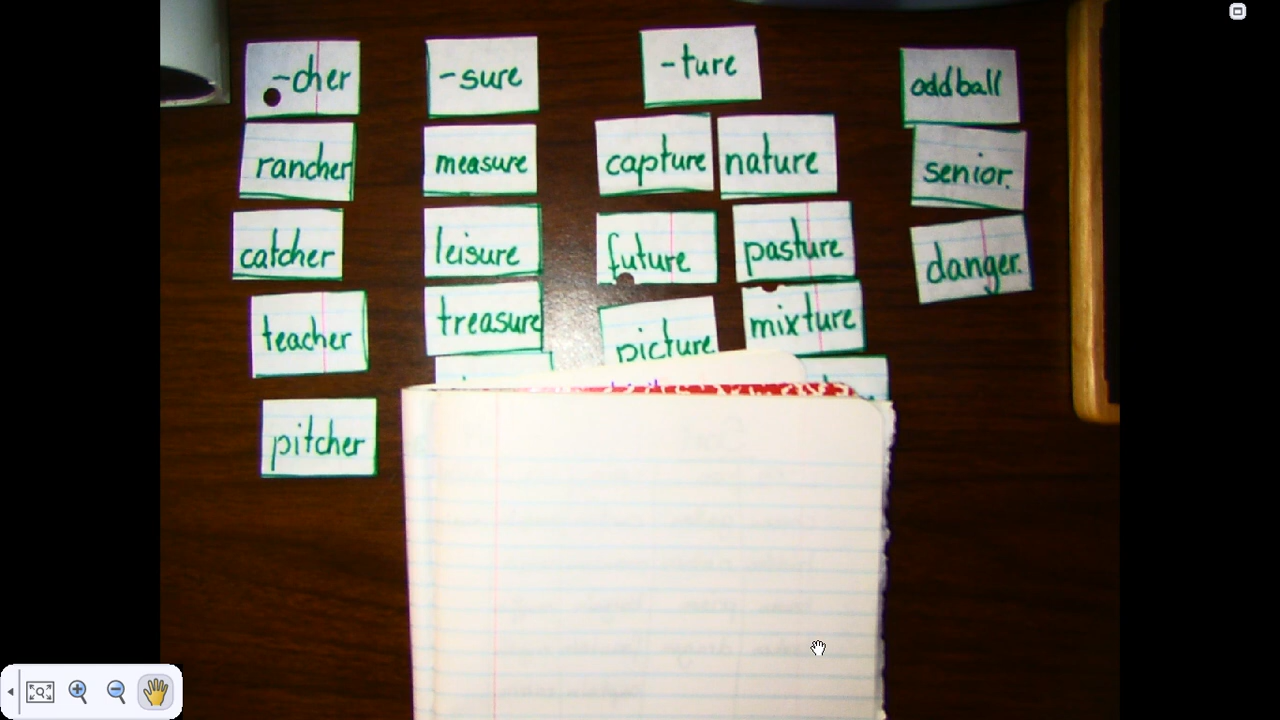 -cher
rancher
catcher
teacher
pitcher
-sure
measure
leisure
treasure
-ture
capture nature
future pasture
picture mixture
oddball
senior.
danger.